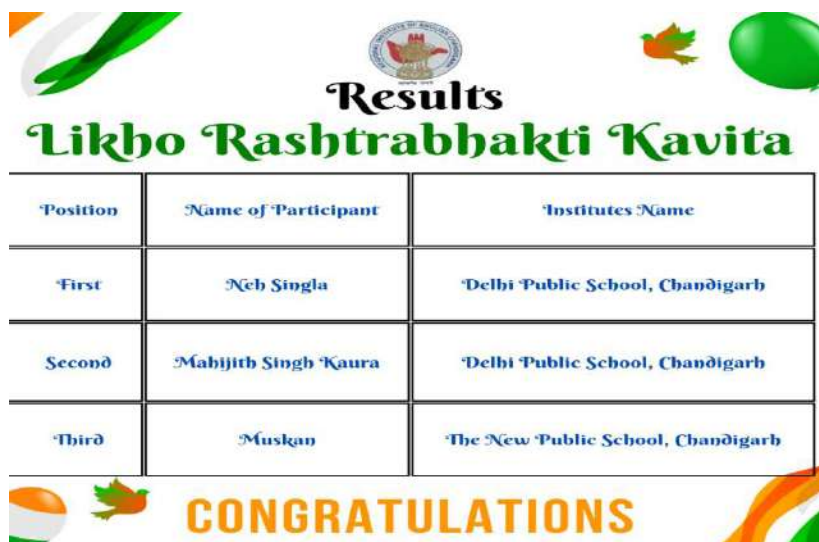 Results
Likho Rashtrabhakti Kavita
Position Name of Participant Institutes Name
First Neh Singla Delhi Public School, Chandigarh
Second Mahijith Singh Kaura Delhi Public School, Chandigarh
Third Muskan The New Public School, Chandigarh
CONGRATULATIONS